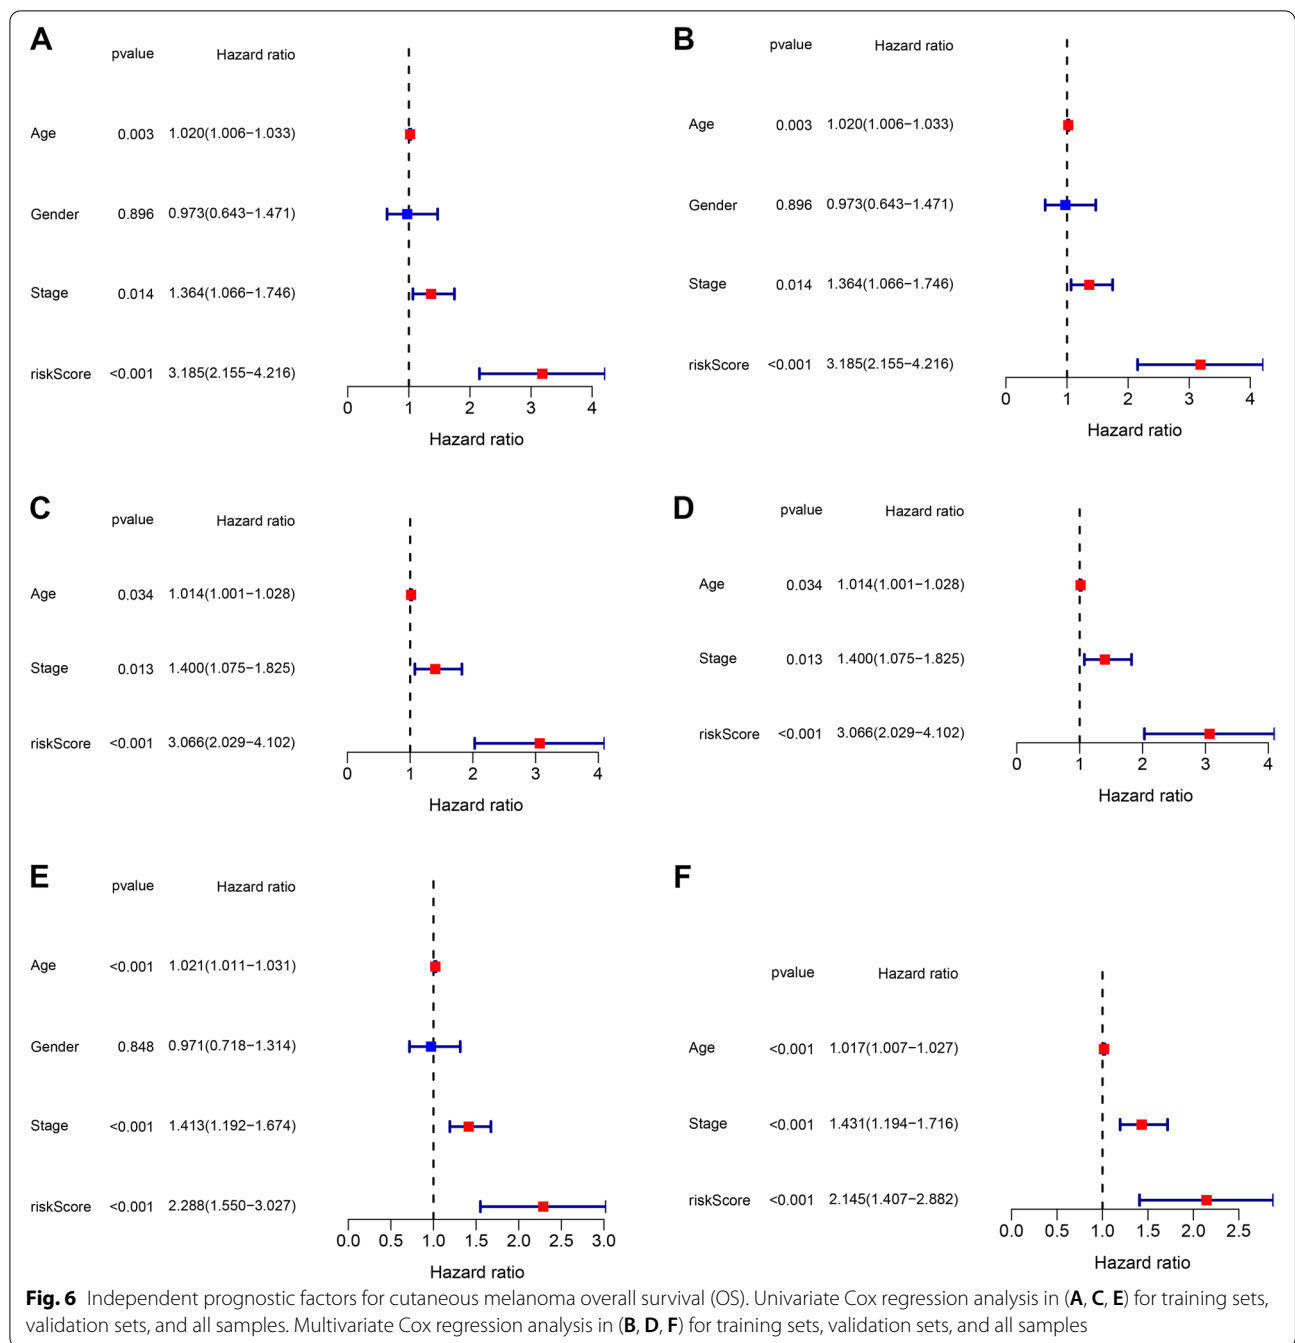 A
pvalue Hazard ratio
Age 0.003 1.020(1.006−1.033)
Gender 0.896 0.973(0.643−1.471)
Stage 0.014 1.364(1.066−1.746)
riskScore <0.001 3.185(2.155−4.216)
0 1 2 3 4
Hazard ratio
B
pvalue Hazard ratio
Age 0.003 1.020(1.006−1.033)
Gender 0.896 0.973(0.643−1.471)
Stage 0.014 1.364(1.066−1.746)
riskScore <0.001 3.185(2.155−4.216)
0 1 2 3 4
Hazard ratio
C
pvalue Hazard ratio
Age 0.034 1.014(1.001−1.028)
Stage 0.013 1.400(1.075−1.825)
riskScore <0.001 3.066(2.029−4.102)
0 1 2 3 4
Hazard ratio
D
pvalue Hazard ratio
Age 0.034 1.014(1.001−1.028)
Stage 0.013 1.400(1.075−1.825)
riskScore <0.001 3.066(2.029−4.102)
0 1 2 3 4
Hazard ratio
E
pvalue Hazard ratio
Age <0.001 1.021(1.011−1.031)
Gender 0.848 0.971(0.718−1.314)
Stage <0.001 1.413(1.192−1.674)
riskScore <0.001 2.288(1.550−3.027)
0.0 0.5 1.0 1.5 2.0 2.5 3.0
Hazard ratio
F
pvalue Hazard ratio
Age <0.001 1.017(1.007−1.027)
Stage <0.001 1.431(1.194−1.716)
riskScore <0.001 2.145(1.407−2.882)
0.0 0.5 1.0 1.5 2.0 2.5
Hazard ratio
Fig. 6 Independent prognostic factors for cutaneous melanoma overall survival (OS). Univariate Cox regression analysis in (A, C, E) for training sets,
validation sets, and all samples. Multivariate Cox regression analysis in (B, D, F) for training sets, validation sets, and all samples